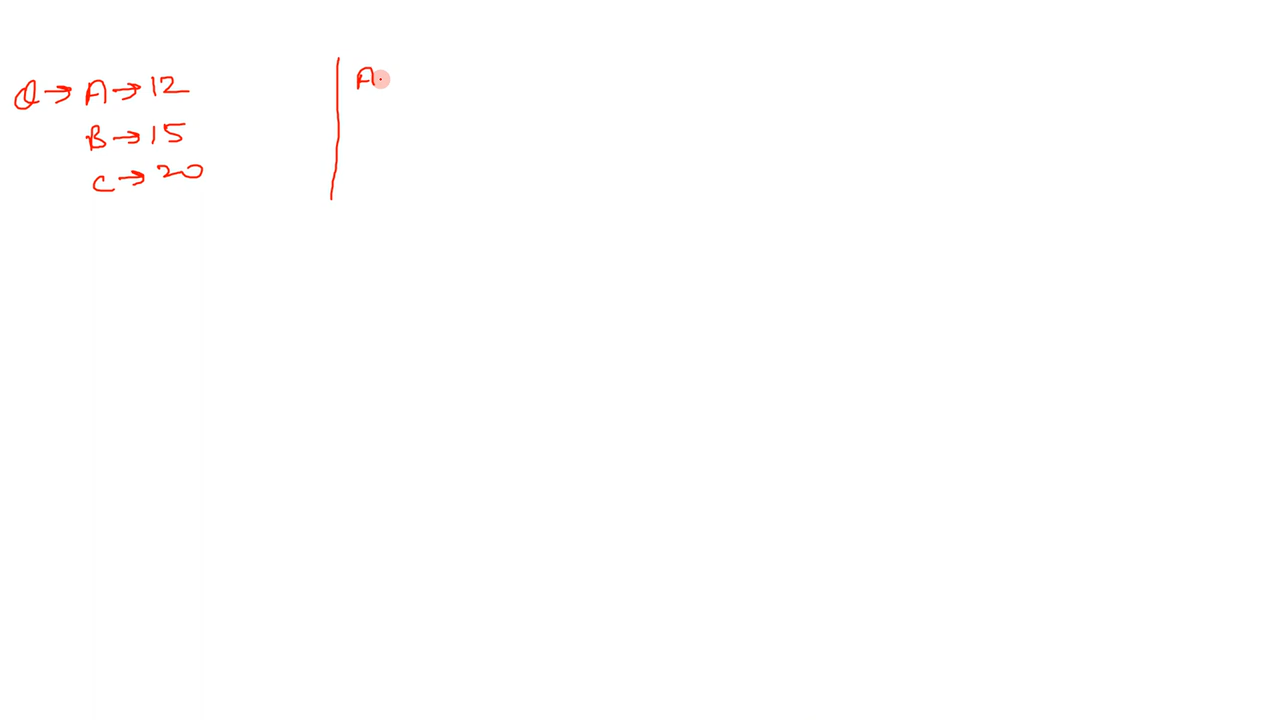 Q → A → 12
B → 15
C → 20
A.